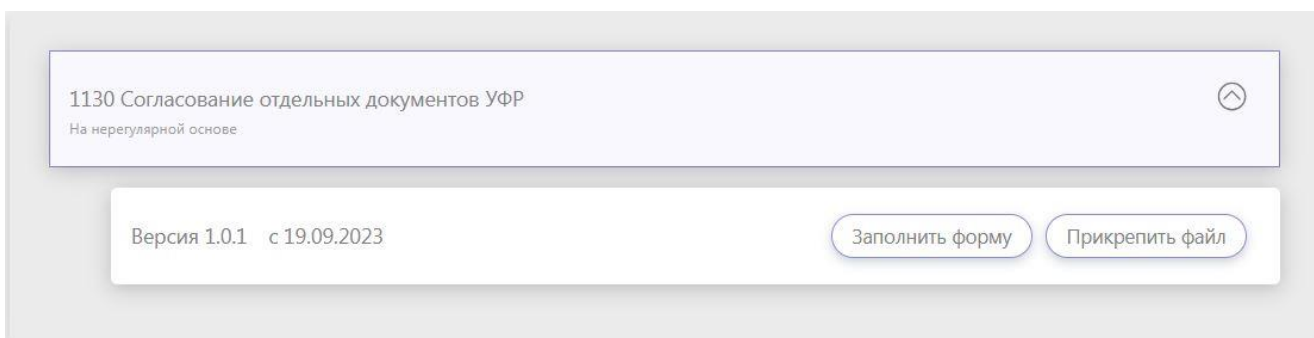 1130 Согласование отдельных документов УФР
На нерегулярной основе
Версия 1.0.1 с 19.09.2023 Заполнить форму Прикрепить файл